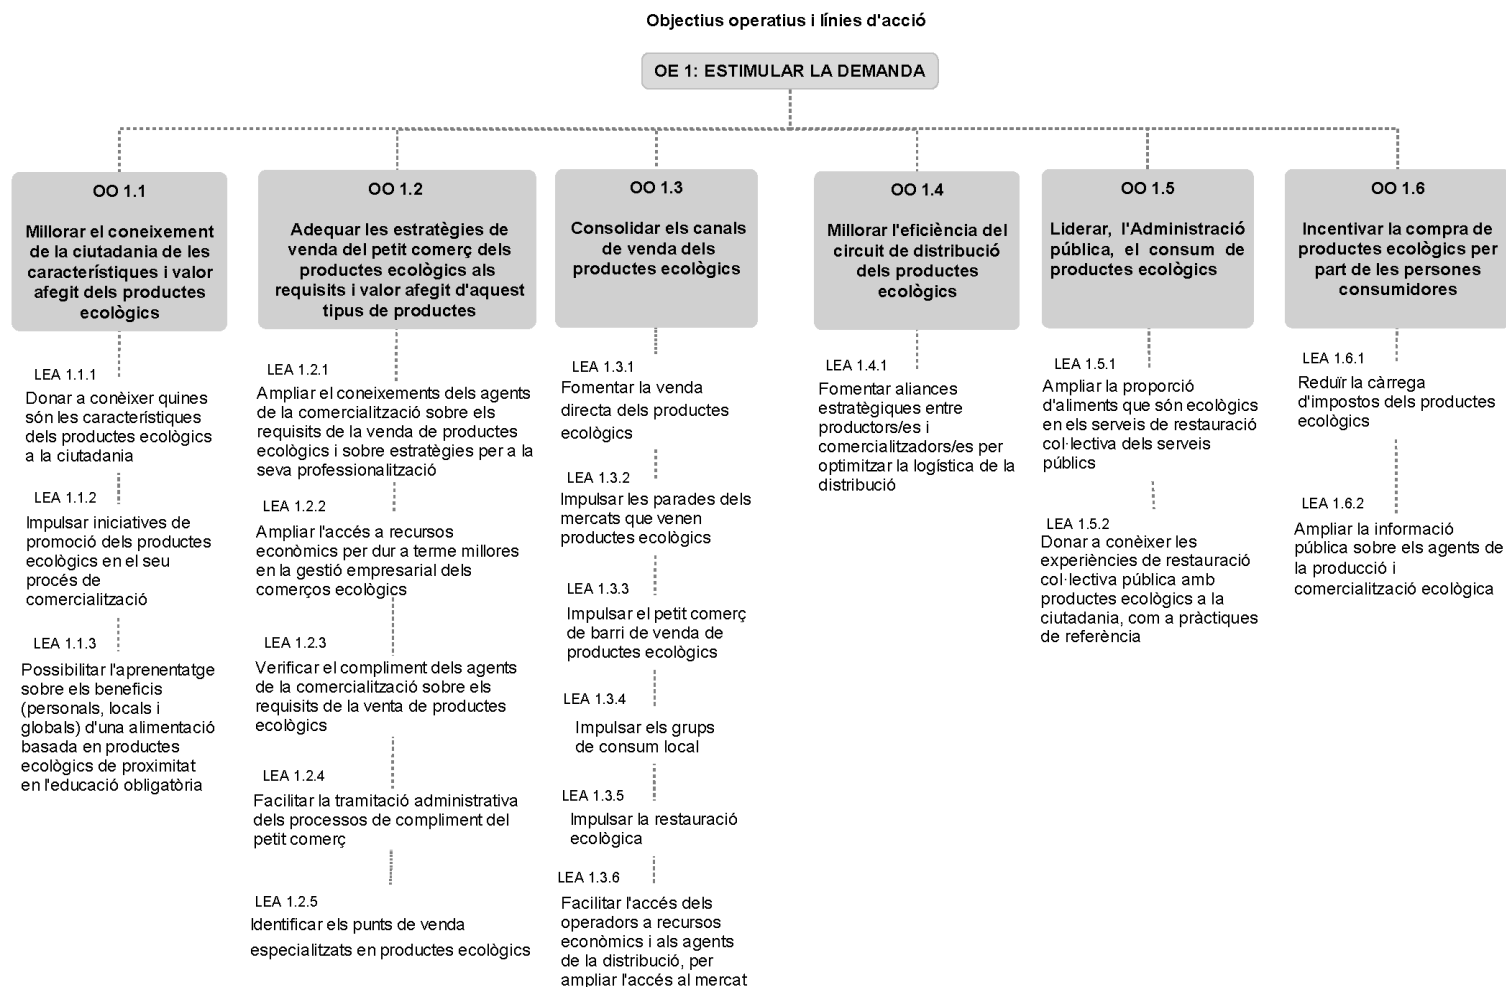 Objectius operatius i línies d'acció
OE 1: ESTIMULAR LA DEMANDA
OO 1.1
Millorar el coneixement
de la ciutadania de les
característiques i valor
afegit dels productes
ecològics
LEA 1.1.1
Donar a conèixer quines
són les característiques
dels productes ecològics
a la ciutadania
LEA 1.1.2
Impulsar iniciatives de
promoció dels productes
ecològics en el seu
procés de
comercialització
LEA 1.1.3
Possibilitar l'aprenentatge
sobre els beneficis
(personals, locals i
globals) d'una alimentació
basada en productes
ecològics de proximitat
en l'educació obligatòria
OO 1.2
Adequar les estratègies de
venda del petit comerç dels
productes ecològics als
requisits i valor afegit d'aquest
tipus de productes
LEA 1.2.1
Ampliar el coneixements dels agents
de la comercialització sobre els
requisits de la venda de productes
ecològics i sobre estratègies per a la
seva professionalització
LEA 1.2.2
Ampliar l'accés a recursos
econòmics per dur a terme millores
en la gestió empresarial dels
comerços ecològics
LEA 1.2.3
Verificar el compliment dels agents
de la comercialització sobre els
requisits de la venta de productes
ecològics
LEA 1.2.4
Facilitar la tramitació administrativa
dels processos de compliment del
petit comerç
LEA 1.2.5
Identificar els punts de venda
especialitzats en productes ecològics
OO 1.3
Consolidar els canals
de venda dels
productes ecològics
LEA 1.3.1
Fomentar la venda
directa dels productes
ecològics
LEA 1.3.2
Impulsar les parades dels
mercats que venen
productes ecològics
LEA 1.3.3
Impulsar el petit comerç
de barri de venda de
productes ecològics
LEA 1.3.4
Impulsar els grups
de consum local
LEA 1.3.5
Impulsar la restauració
ecològica
LEA 1.3.6
Facilitar l'accés dels
operadors a recursos
econòmics i als agents
de la distribució, per
ampliar l'accés al mercat
OO 1.4
Millorar l'eficiència del
circuit de distribució
dels productes
ecològics
LEA 1.4.1
Fomentar aliances
estratègiques entre
productors/es i
comercialitzadors/es per
optimitzar la logística de la
distribució
OO 1.5
Liderar, l'Administració
pública, el consum de
productes ecològics
LEA 1.5.1
Ampliar la proporció
d'aliments que són ecològics
en els serveis de restauració
col·lectiva dels serveis
públics
LEA 1.5.2
Donar a conèixer les
experiències de restauració
col·lectiva pública amb
productes ecològics a la
ciutadania, com a pràctiques
de referència
OO 1.6
Incentivar la compra de
productes ecològics per
part de les persones
consumidores
LEA 1.6.1
Reduïr la càrrega
d'impostos dels productes
ecològics
LEA 1.6.2
Ampliar la informació
pública sobre els agents de
la producció i
comercialització ecològica